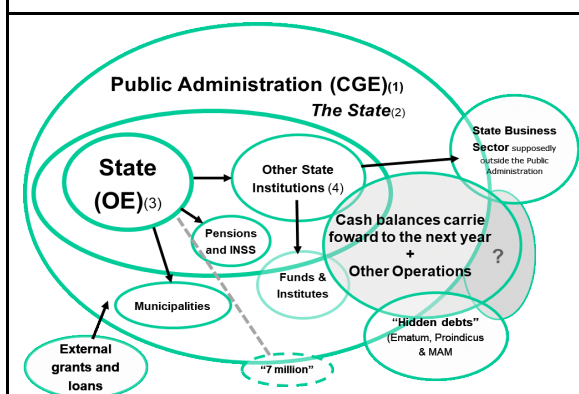 Public Administration (CGE)(1)
The State(2)
State
(OE)(3)
Other State
Institutions (4)
State Business
Sector supposedly
outside the Public
Administration
Pensions
and INSS
Cash balances carrie
foward to the next year
+
Other Operations
?
Funds &
Institutes
Municipalities
"Hidden debts"
(Ematum, Proindicus
& MAM
External
grants and
loans
"7 million"